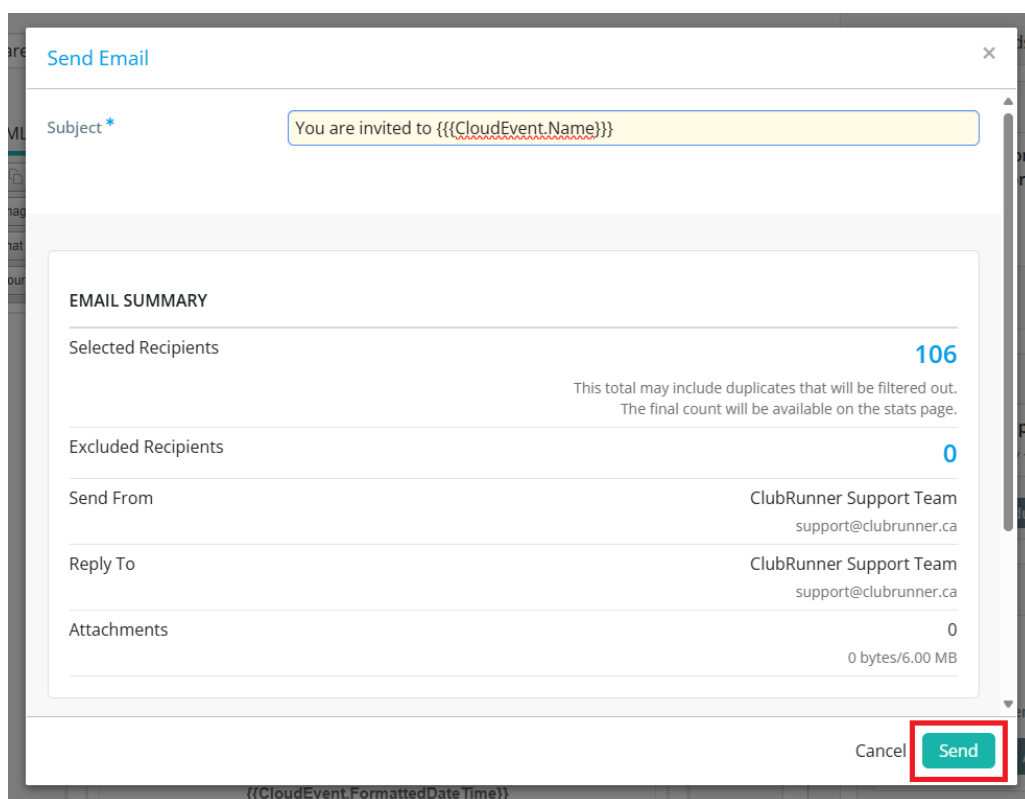 Send Email
×
Subject *
You are invited to {{{CloudEvent.Name}}}
EMAIL SUMMARY
Selected Recipients
106
This total may include duplicates that will be filtered out.
The final count will be available on the stats page.
Excluded Recipients
0
Send From
ClubRunner Support Team
support@clubrunner.ca
Reply To
ClubRunner Support Team
support@clubrunner.ca
Attachments
0
0 bytes/6.00 MB
Cancel
Send
{{CloudEvent.FormattedDateTime}}